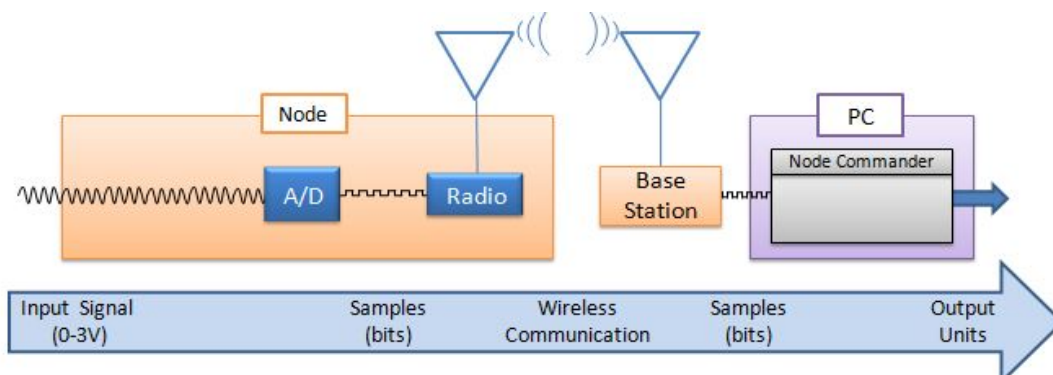 Node
PC
Node Commander
A/D
Radio
Base
Station
Input Signal
(0-3V)
Samples
(bits)
Wireless
Communication
Samples
(bits)
Output
Units